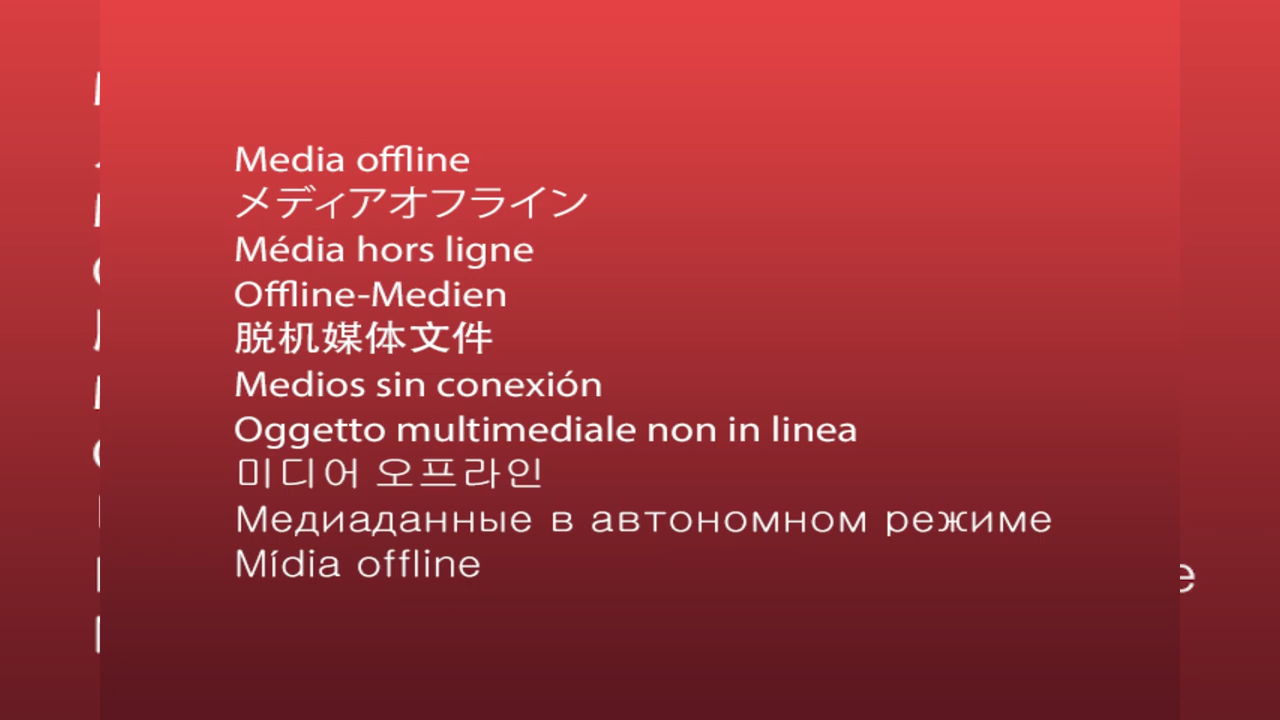 Media offline
メディアオフライン
Média hors ligne
Offline-Medien
脱机媒体文件
Medios sin conexión
Oggetto multimediale non in linea
미디어 오프라인
Медиаданные в автономном режиме
Mídia offline